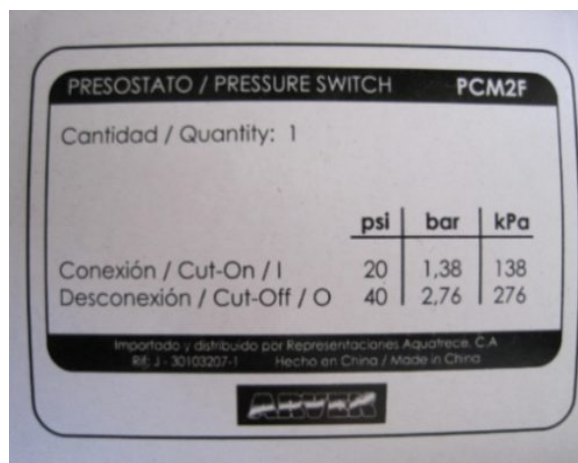 PRESOSTATO / PRESSURE SWITCH PCM2F
Cantidad / Quantity: 1
psi bar kPa
Conexión / Cut-On / I 20 1,38 138
Desconexión / Cut-Off / O 40 2,76 276
Importado y distribuido por Representaciones Aquatrece, C.A
Rif: J - 30103207-1 Hecho en China / Made in China